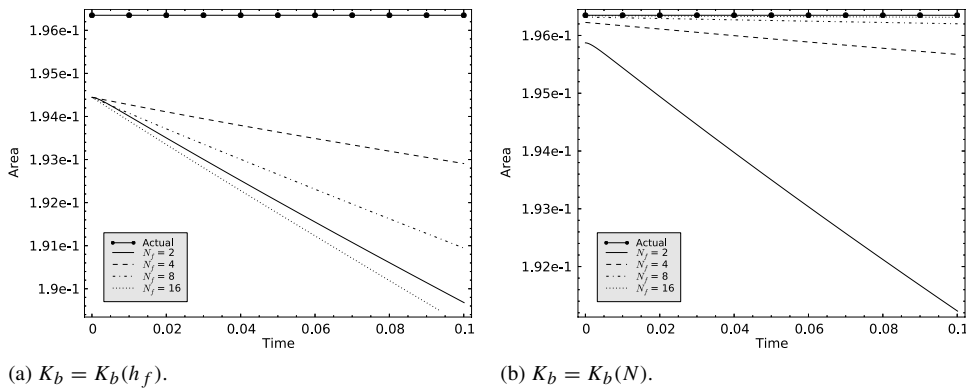 1.96e-1
1.95e-1
1.94e-1
1.93e-1
1.92e-1
1.91e-1
1.9e-1
Area
Actual
N_f = 2
N_f = 4
N_f = 8
N_f = 16
0 0.02 0.04 0.06 0.08 0.1
Time
(a) K_b = K_b(h_f).
1.96e-1
1.95e-1
1.94e-1
1.93e-1
1.92e-1
Area
Actual
N_f = 2
N_f = 4
N_f = 8
N_f = 16
0 0.02 0.04 0.06 0.08 0.1
Time
(b) K_b = K_b(N).